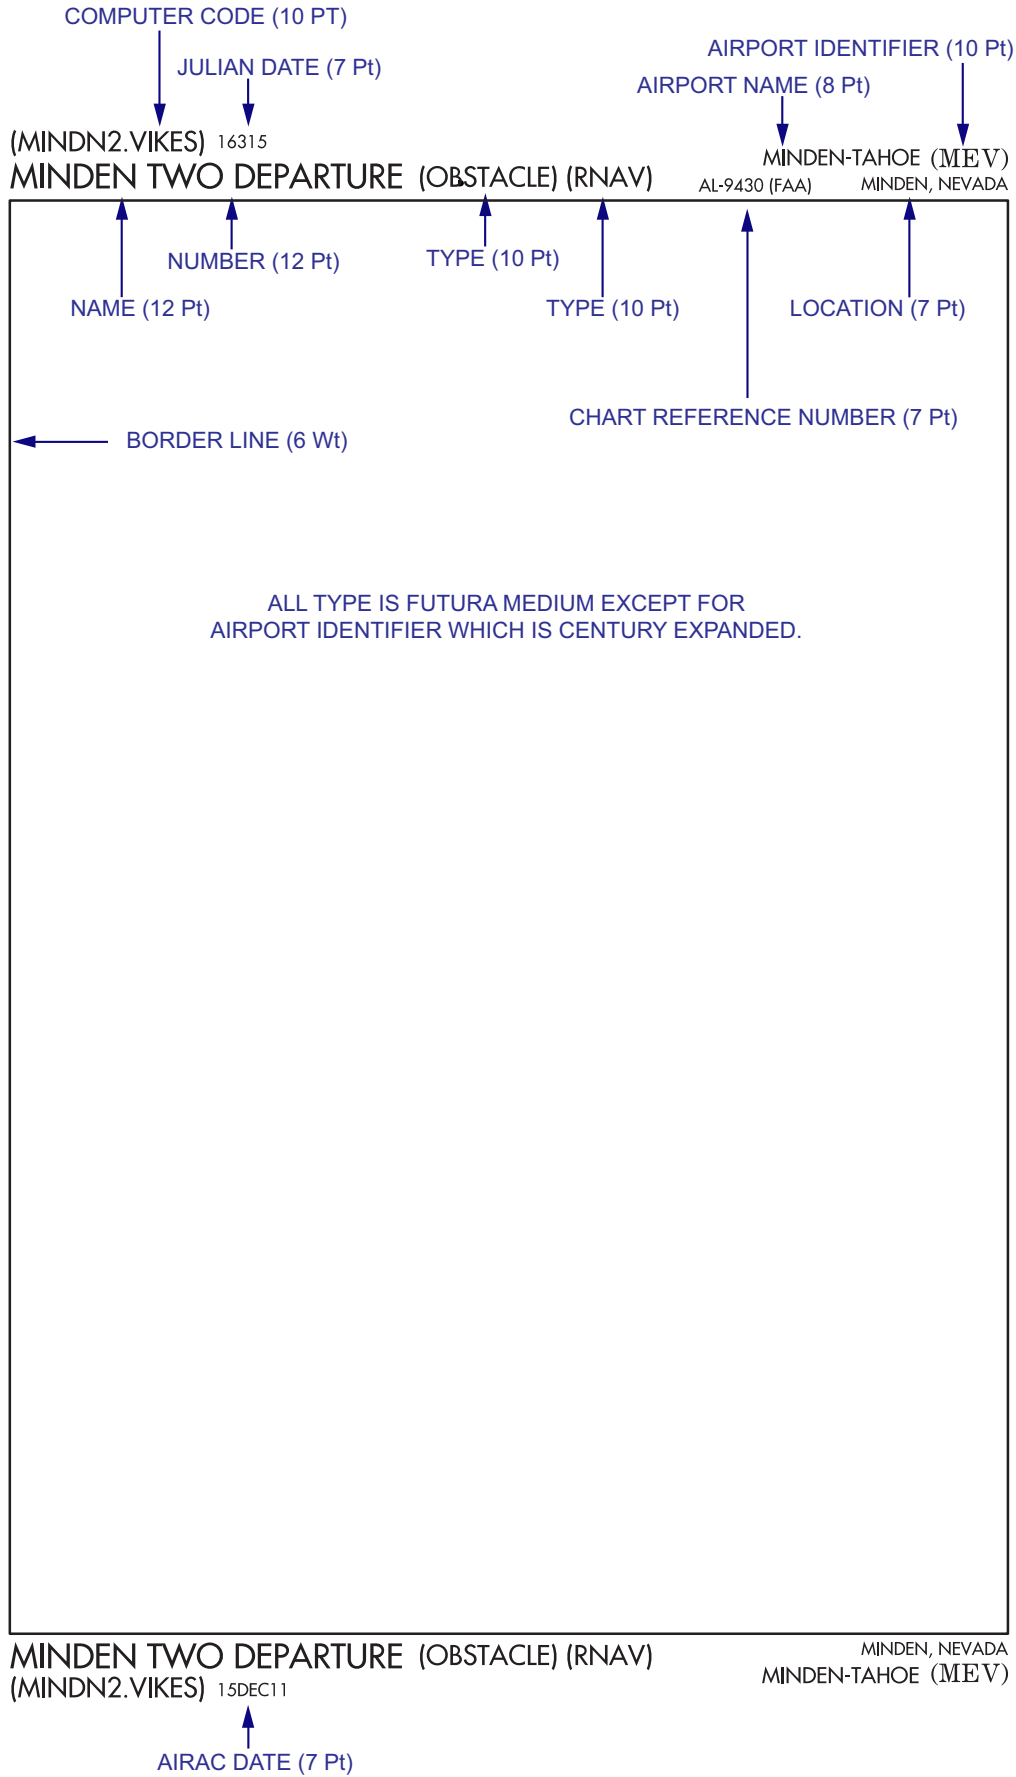 COMPUTER CODE (10 PT)
AIRPORT IDENTIFIER (10 Pt)
JULIAN DATE (7 Pt)
AIRPORT NAME (8 Pt)
(MINDN2.VIKES) 16315
MINDEN-TAHOE (MEV)
MINDEN TWO DEPARTURE (OBSTACLE) (RNAV)
AL-9430 (FAA)
MINDEN, NEVADA
NUMBER (12 Pt)
TYPE (10 Pt)
NAME (12 Pt)
TYPE (10 Pt)
LOCATION (7 Pt)
CHART REFERENCE NUMBER (7 Pt)
BORDER LINE (6 Wt)
ALL TYPE IS FUTURA MEDIUM EXCEPT FOR
AIRPORT IDENTIFIER WHICH IS CENTURY EXPANDED.
MINDEN TWO DEPARTURE (OBSTACLE) (RNAV)
MINDEN, NEVADA
(MINDN2.VIKES) 15DEC11
MINDEN-TAHOE (MEV)
AIRAC DATE (7 Pt)